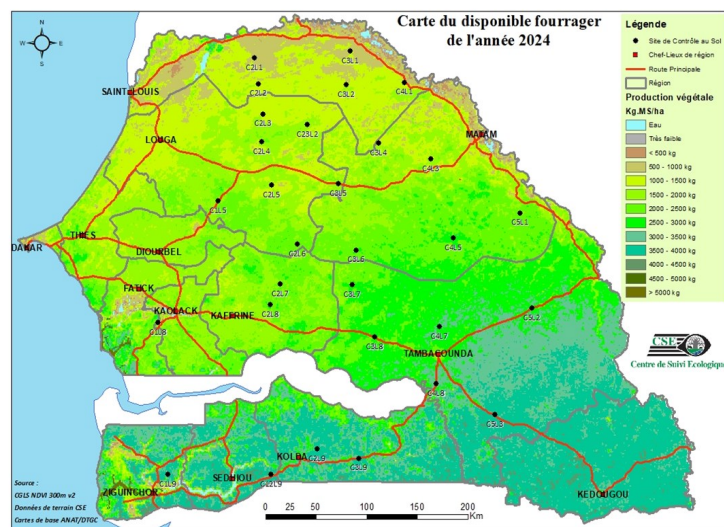 Carte du disponible fourrager
de l'année 2024
N
W E
S
Légende
Site de Contrôle au Sol
Chef-Lieux de région
Route Principale
Région
Production végétale
Kg.MS/ha
Eau
Très faible
< 500 kg
500 - 1000 kg
1000 - 1500 kg
1500 - 2000 kg
2000 - 2500 kg
2500 - 3000 kg
3000 - 3500 kg
3500 - 4000 kg
4000 - 4500 kg
4500 - 5000 kg
> 5000 kg
C2L1
C3L1
SAINT-LOUIS
C2L2
C3L2
C4L1
C2L3
C23L2
LOUGA
C2L4
C3L4
MATAM
C4L3
C2L5
C3L5
C1L5
C5L1
THIES
DAKAR
DIOURBEL
C2L6
C3L6
C4L5
FATICK
C2L7
C3L7
KAOLACK
KAFFRINE
C2L8
C1L8
C5L2
C3L8
C4L7
TAMBACOUNDA
C4L8
C5L3
KOLDA
C2L9
C3L9
C1L9
SEDHIOU
C12L9
ZIGUINCHOR
KEDOUGOU
CSE
Centre de Suivi Ecologique
Source :
CGLS NDVI 300m v2
Données de terrain CSE
Cartes de base ANAT/DTGC
0 50 100 200
Km